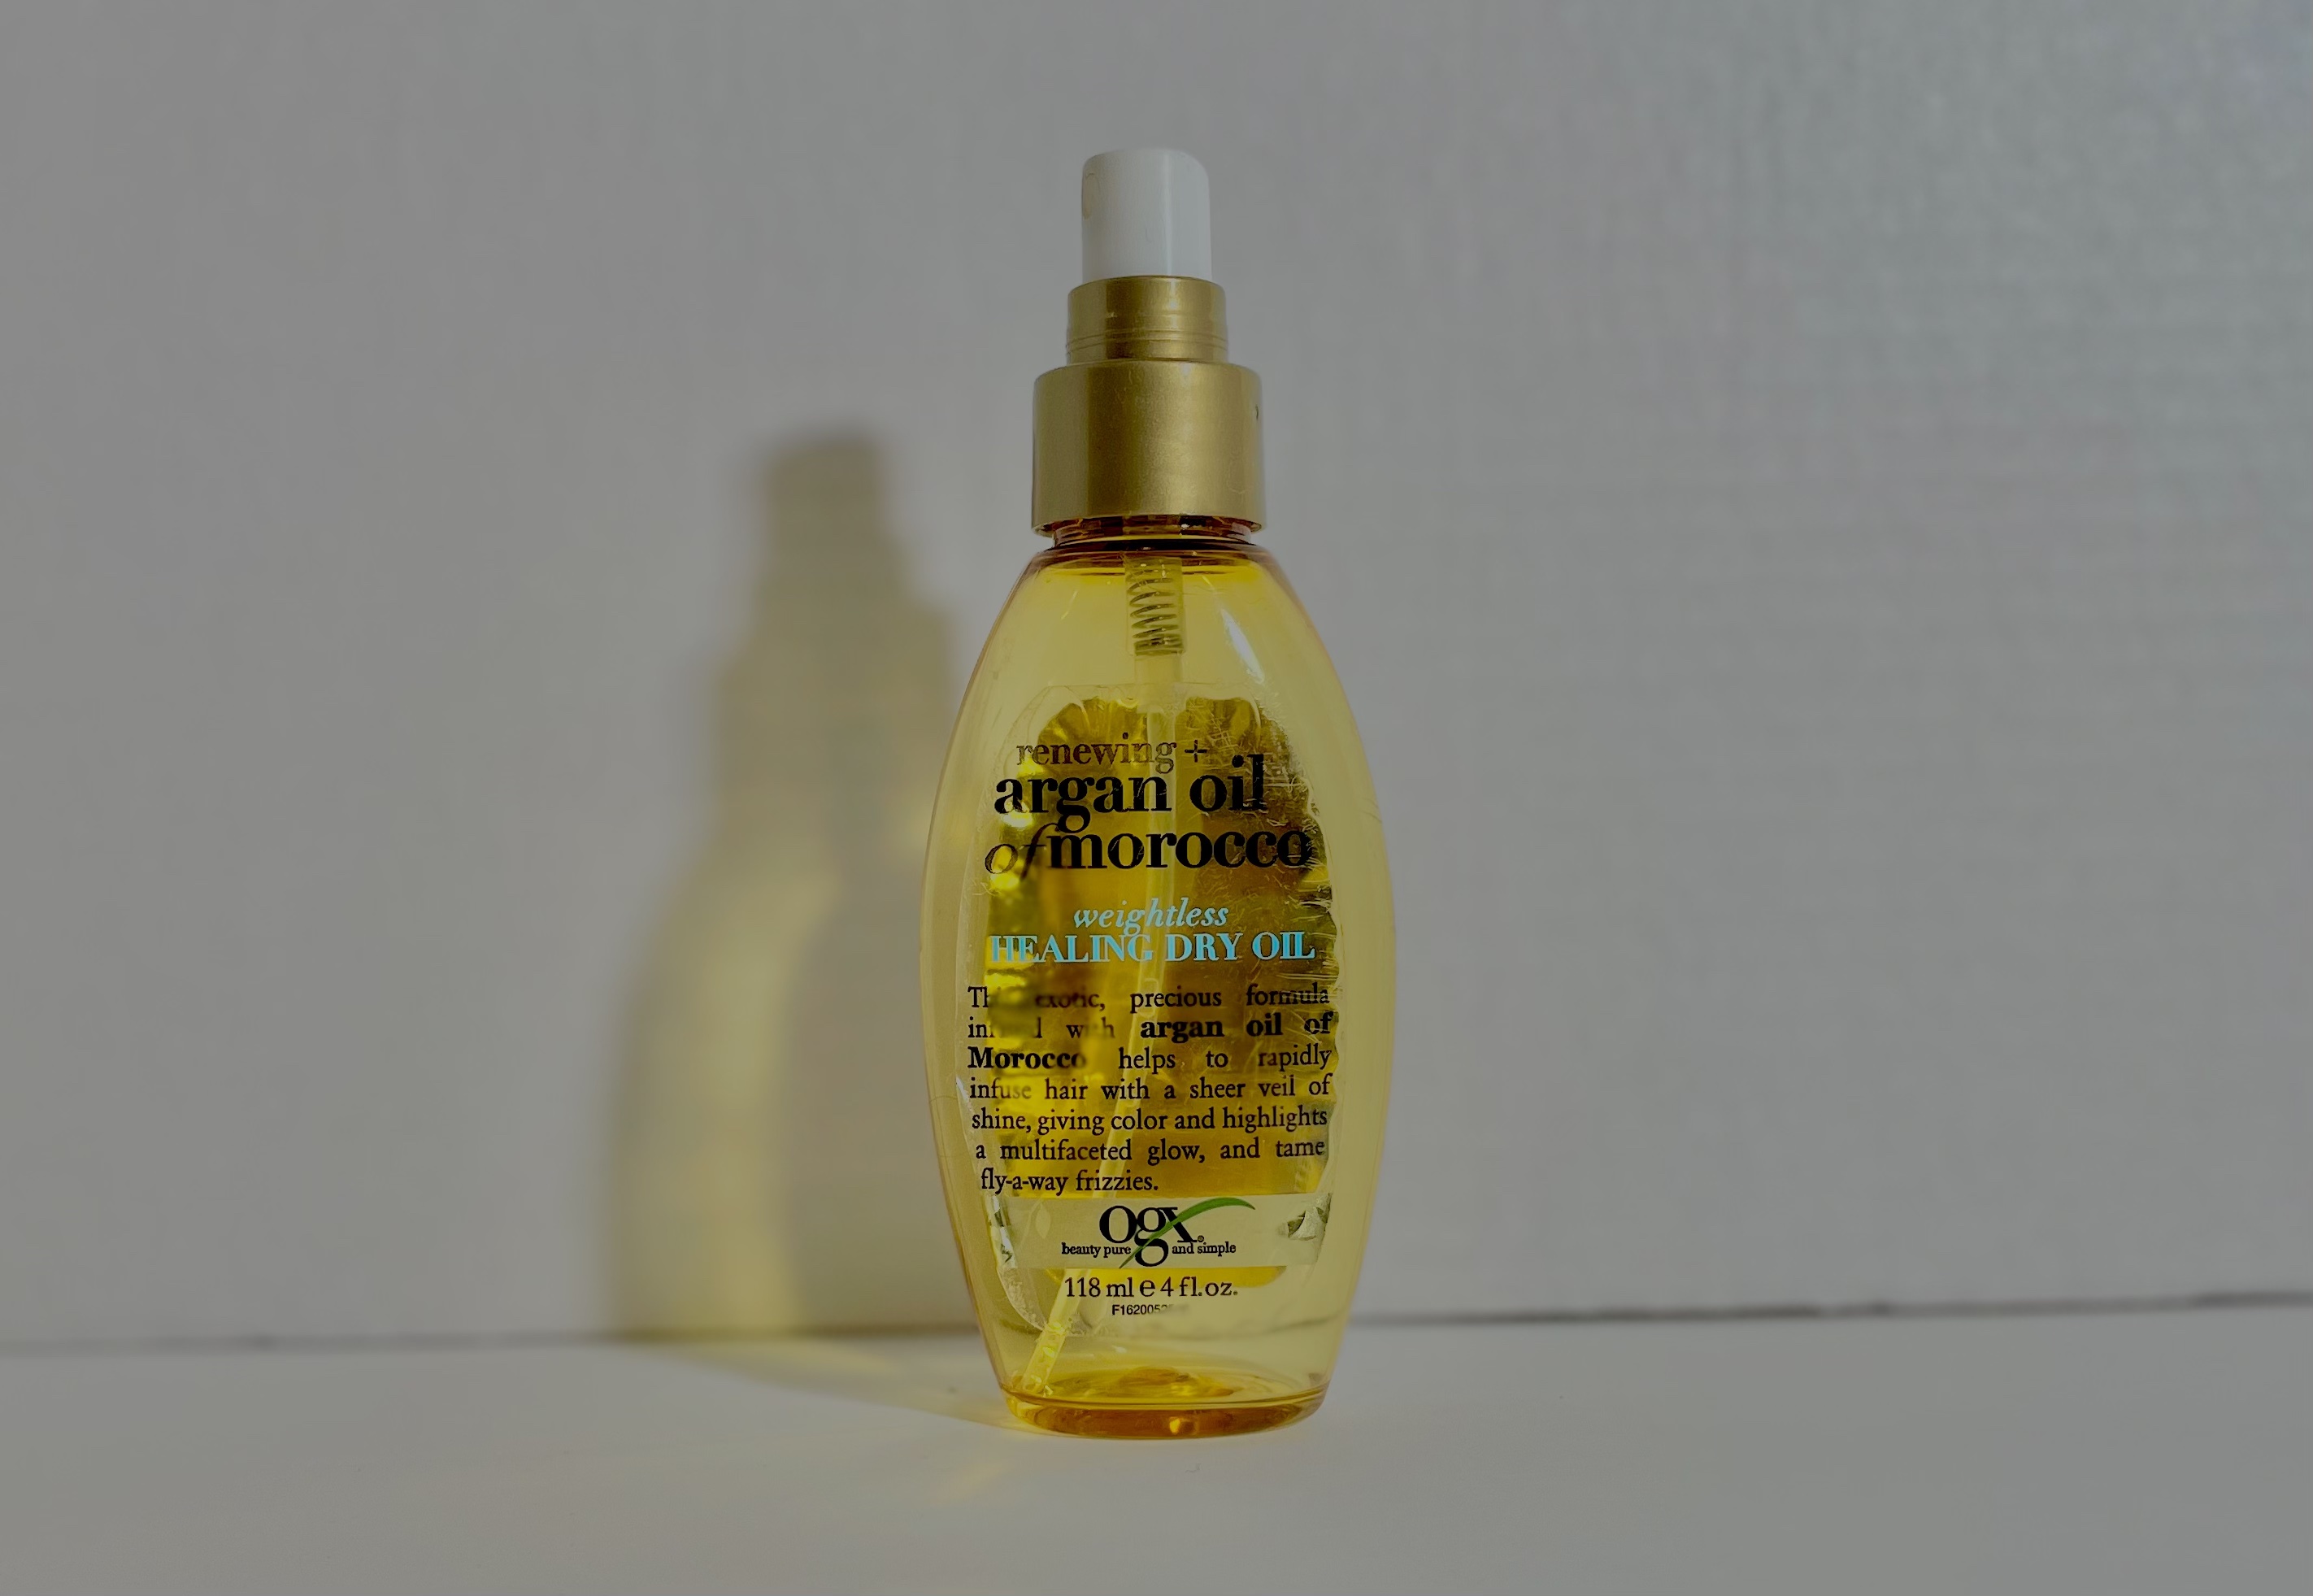 renewing +
argan oil
of morocco
weightless
HEALING DRY OIL
exotic, precious formula
argan oil of
Morocco helps to rapidly
infuse hair with a sheer veil of
shine, giving color and highlights
a multifaceted glow, and tame
fly-a-way frizzies.
ogx®
beauty pure and simple
118 ml e 4 fl.oz.